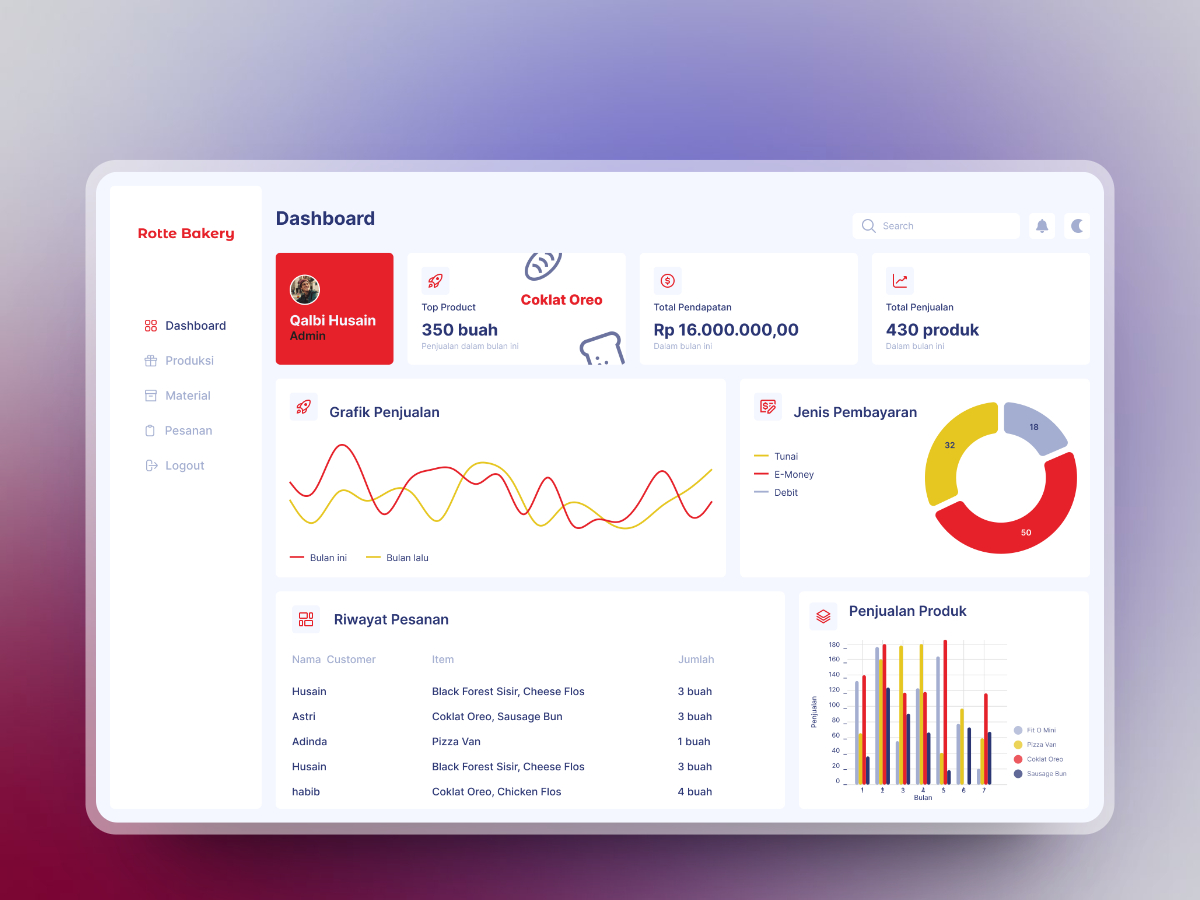 Rotte Bakery
Dashboard
Produksi
Material
Pesanan
Logout
Dashboard
Search
Qalbi Husain
Admin
Top Product
350 buah
Penjualan dalam bulan ini
Coklat Oreo
Total Pendapatan
Rp 16.000.000,00
Dalam bulan ini
Total Penjualan
430 produk
Dalam bulan ini
Grafik Penjualan
Bulan ini Bulan lalu
Jenis Pembayaran
Tunai
E-Money
Debit
32
18
50
Riwayat Pesanan
Nama Customer Item Jumlah
Husain Black Forest Sisir, Cheese Flos 3 buah
Astri Coklat Oreo, Sausage Bun 3 buah
Adinda Pizza Van 1 buah
Husain Black Forest Sisir, Cheese Flos 3 buah
habib Coklat Oreo, Chicken Flos 4 buah
Penjualan Produk
Penjualan
180
160
140
120
100
80
60
40
20
0
1 2 3 4 5 6 7
Bulan
Fit O Mini
Pizza Van
Coklat Oreo
Sausage Bun